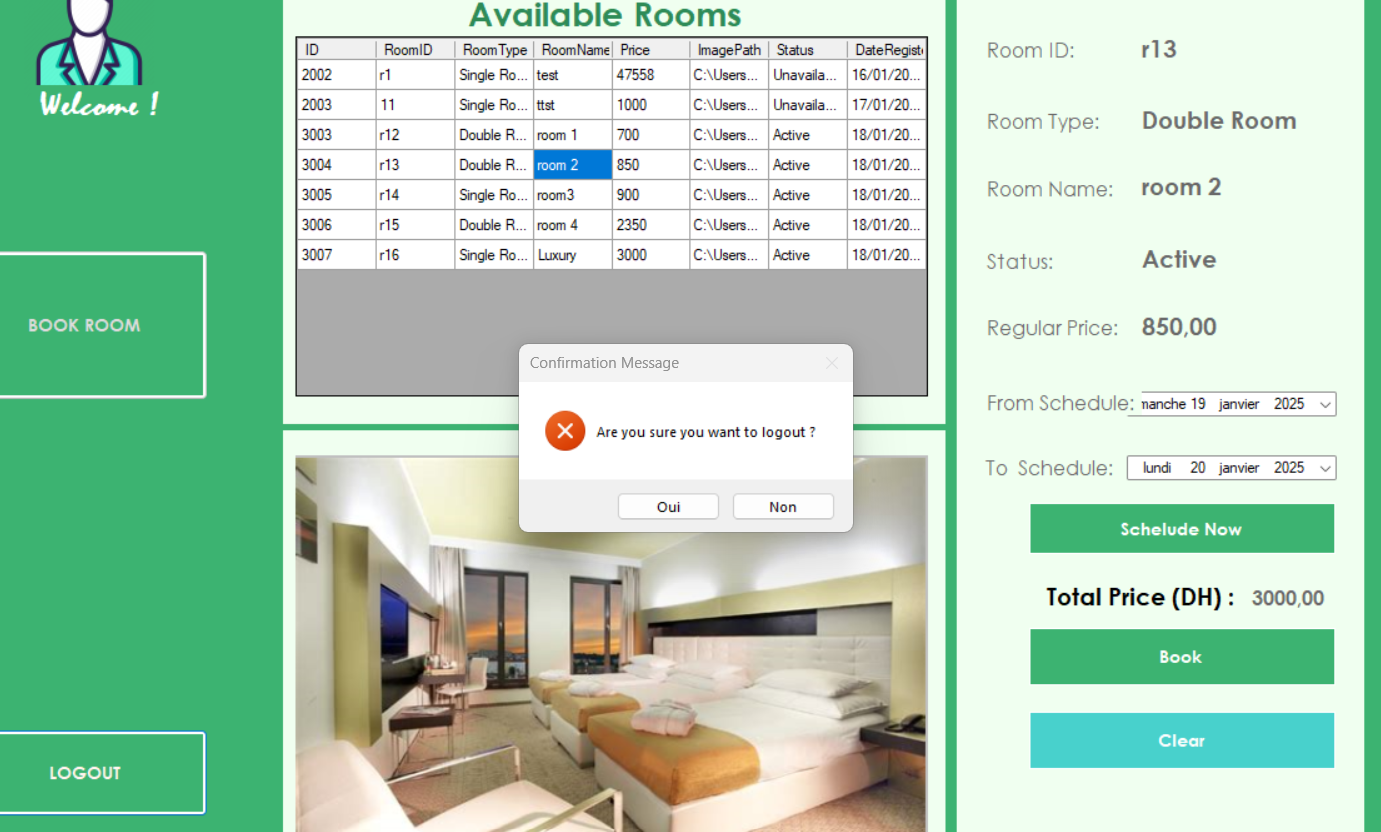 Welcome !
BOOK ROOM
LOGOUT
Available Rooms
ID RoomID RoomType RoomName Price ImagePath Status DateRegist
2002 r1 Single Ro... test 47558 C:\Users... Unavaila... 16/01/20...
2003 11 Single Ro... ttst 1000 C:\Users... Unavaila... 17/01/20...
3003 r12 Double R... room 1 700 C:\Users... Active 18/01/20...
3004 r13 Double R... room 2 850 C:\Users... Active 18/01/20...
3005 r14 Single Ro... room3 900 C:\Users... Active 18/01/20...
3006 r15 Double R... room 4 2350 C:\Users... Active 18/01/20...
3007 r16 Single Ro... Luxury 3000 C:\Users... Active 18/01/20...
Confirmation Message
Are you sure you want to logout ?
Oui Non
Room ID: r13
Room Type: Double Room
Room Name: room 2
Status: Active
Regular Price: 850,00
From Schedule: manche 19 janvier 2025
To Schedule: lundi 20 janvier 2025
Schelude Now
Total Price (DH) : 3000,00
Book
Clear